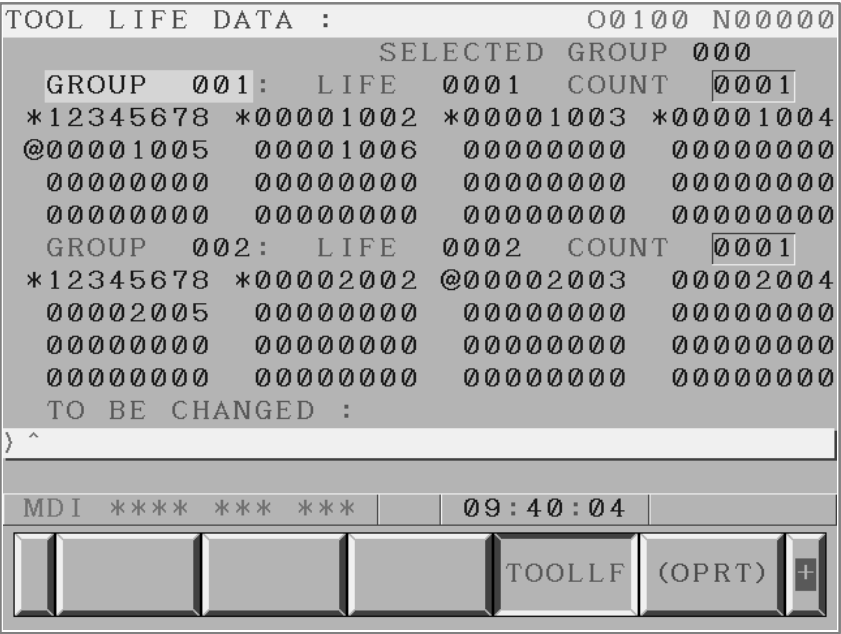 TOOL LIFE DATA : O0100 N00000
SELECTED GROUP 000
GROUP 001: LIFE 0001 COUNT 0001
*12345678 *00001002 *00001003 *00001004
@00001005 00001006 00000000 00000000
00000000 00000000 00000000 00000000
00000000 00000000 00000000 00000000
GROUP 002: LIFE 0002 COUNT 0001
*12345678 *00002002 @00002003 00002004
00002005 00000000 00000000 00000000
00000000 00000000 00000000 00000000
00000000 00000000 00000000 00000000
TO BE CHANGED :
) ^
MDI **** *** *** 09:40:04
TOOLLF (OPRT) +